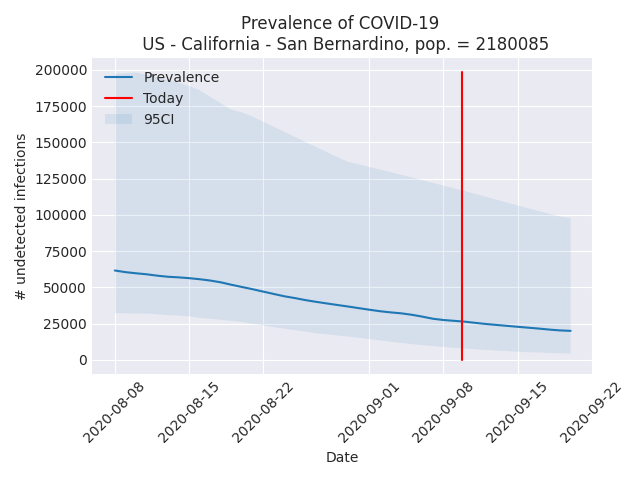 Prevalence of COVID-19
US - California - San Bernardino, pop. = 2180085
Prevalence
Today
95CI
200000
175000
150000
125000
100000
75000
50000
25000
0
# undetected infections
2020-08-08
2020-08-15
2020-08-22
2020-09-01
2020-09-08
2020-09-15
2020-09-22
Date